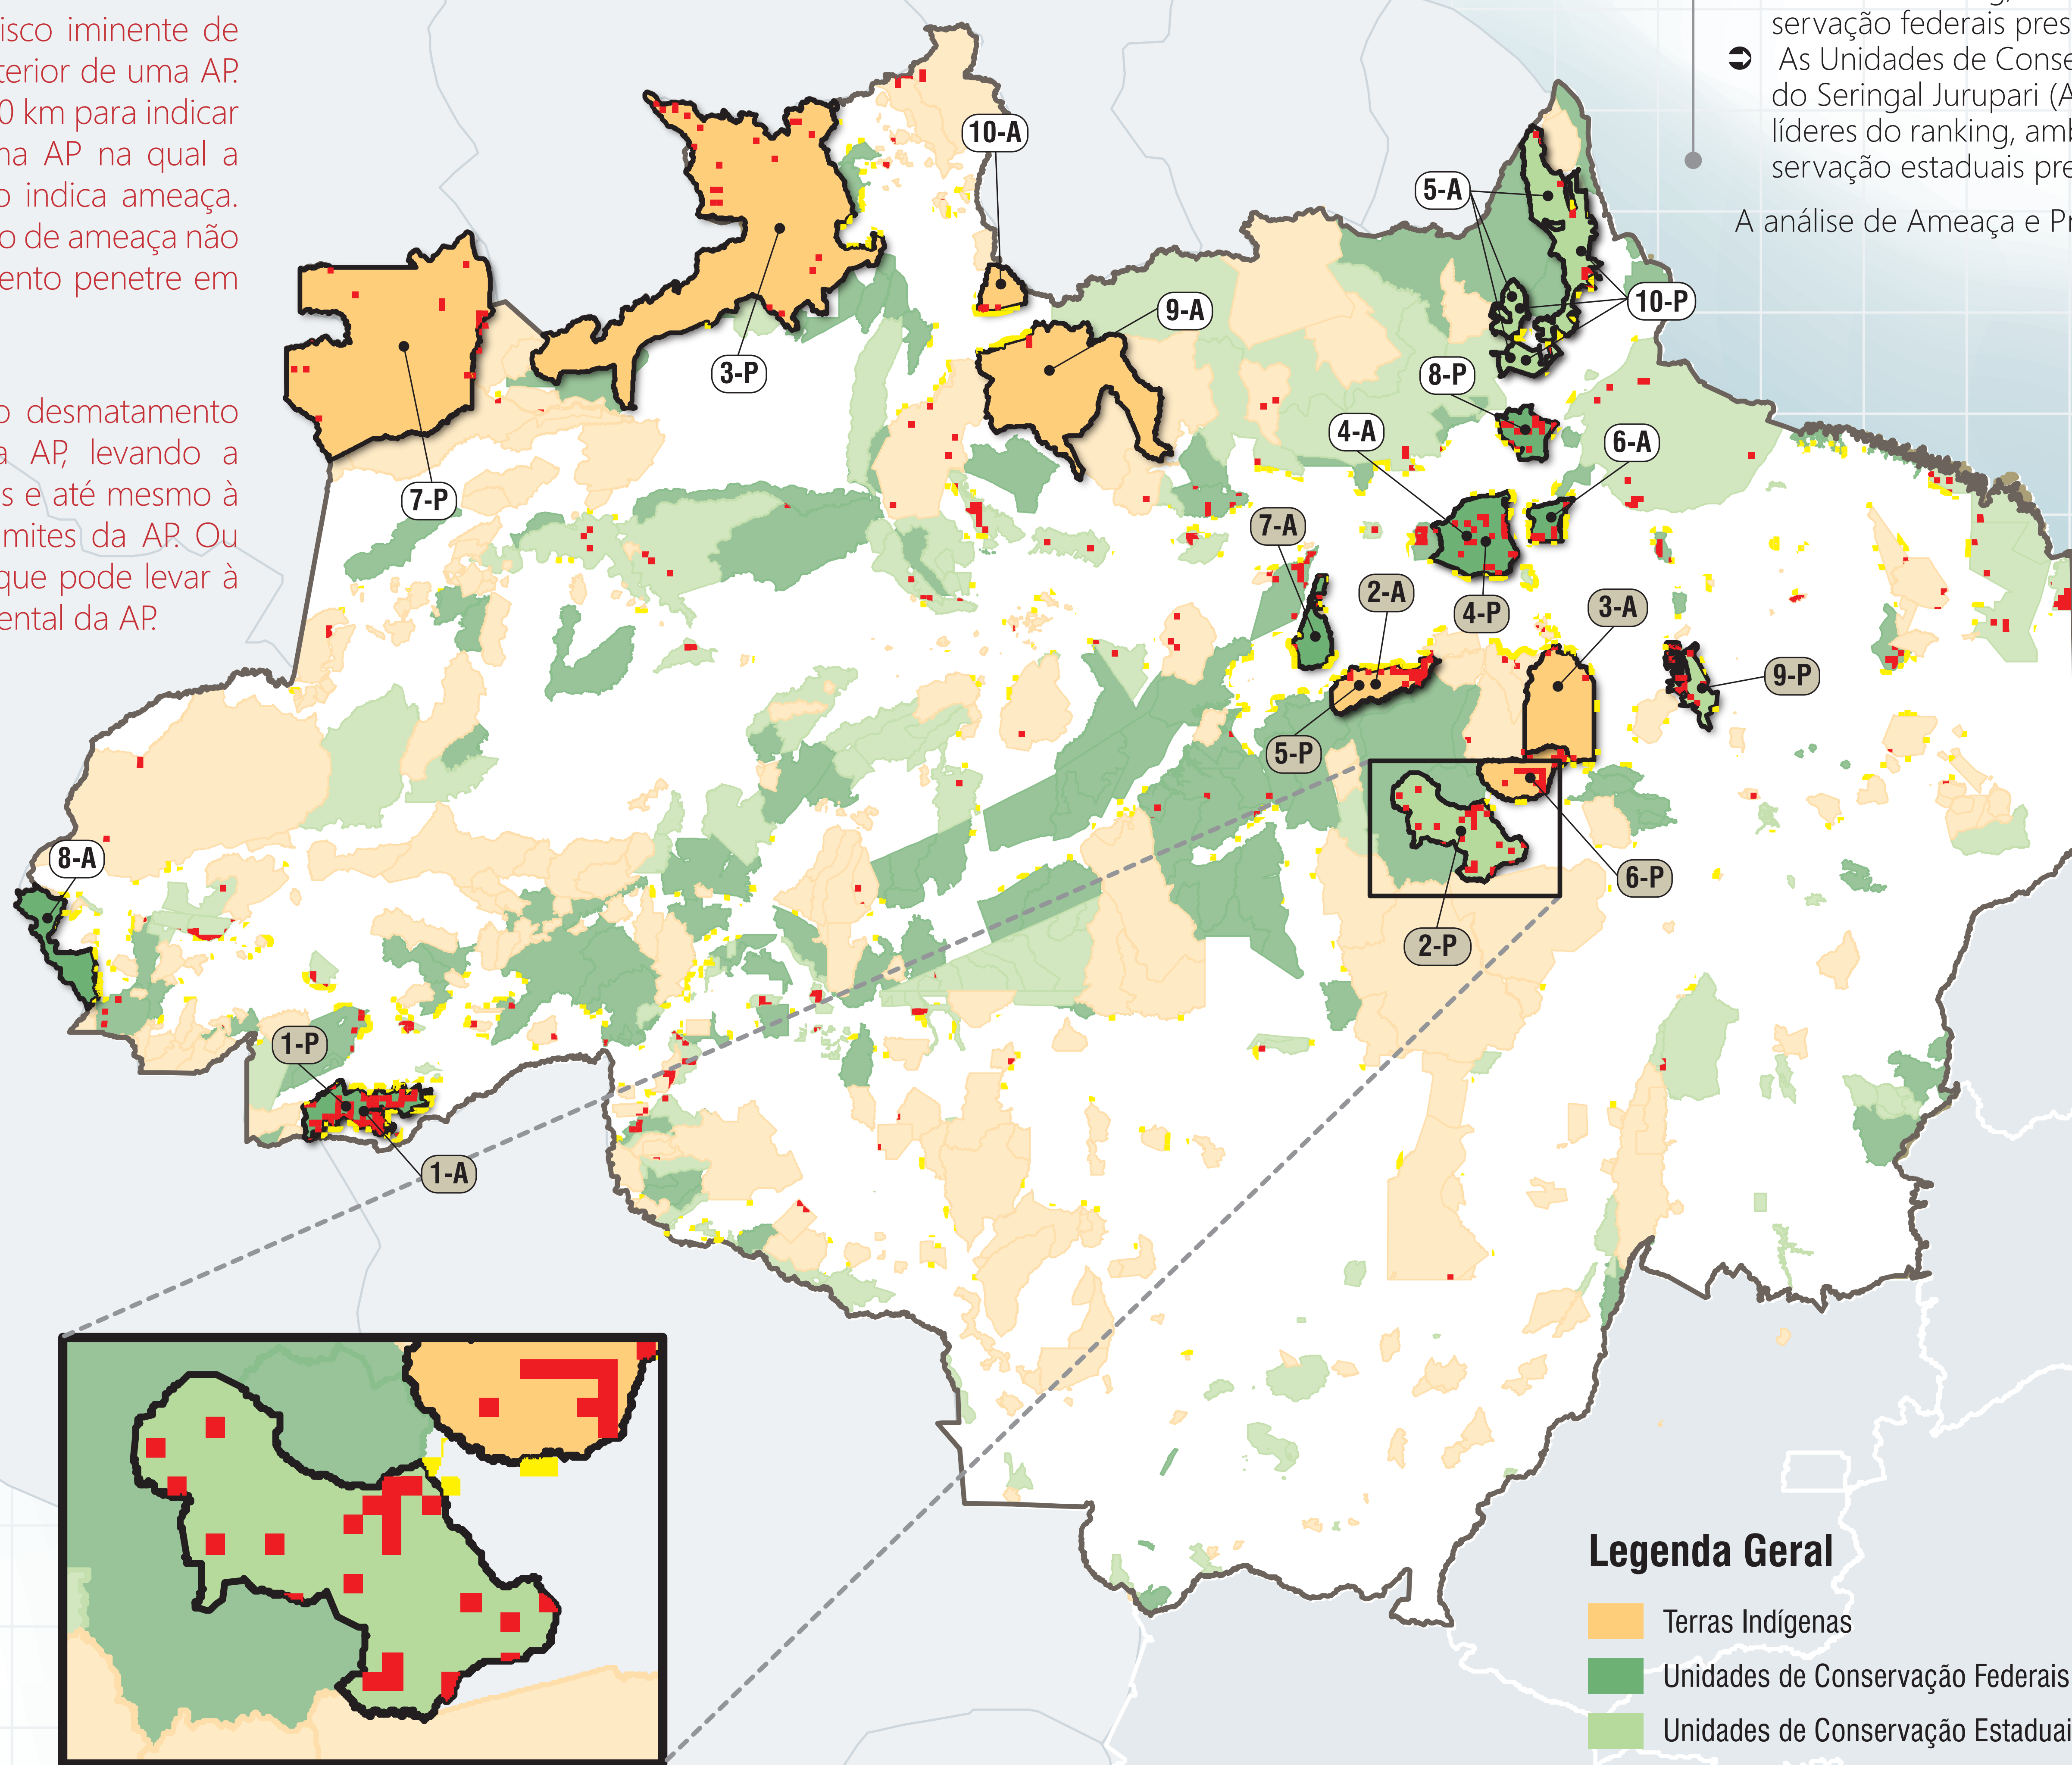 isco iminente de
terior de uma AP.
0 km para indicar
na AP na qual a
o indica ameaça.
o de ameaça não
ento penetre em
o desmatamento
a AP, levando a
s e até mesmo à
mites da AP. Ou
que pode levar à
ental da AP.
servação federais pres
➲ As Unidades de Conse
do Seringal Jurupari (A
líderes do ranking, amb
servação estaduais pre
A análise de Ameaça e Pr
10-A
5-A
10-P
9-A
3-P
8-P
4-A
6-A
7-P
7-A
2-A
4-P
3-A
9-P
5-P
8-A
6-P
2-P
1-P
1-A
Legenda Geral
Terras Indígenas
Unidades de Conservação Federais
Unidades de Conservação Estaduai